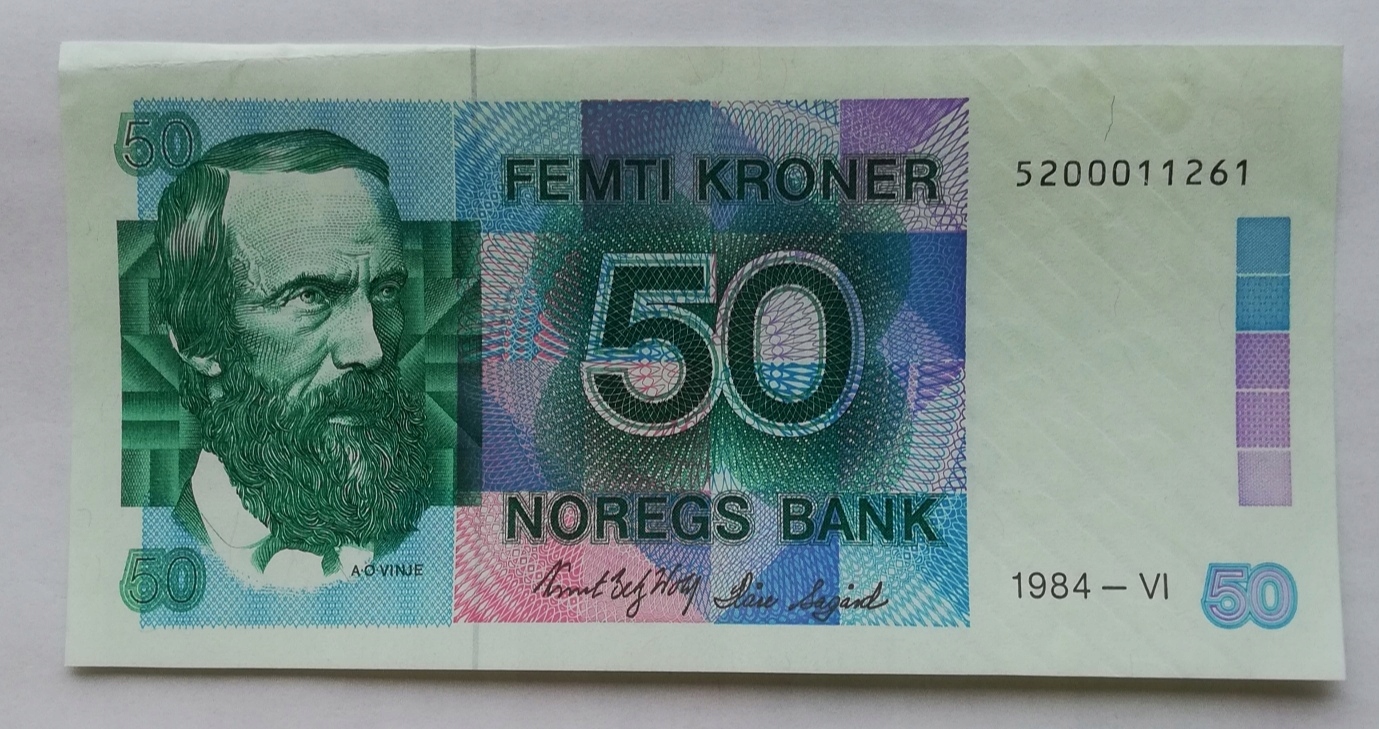 50
FEMTI KRONER
5200011261
50
NOREGS BANK
50
A·O·VINJE
1984 – VI
50